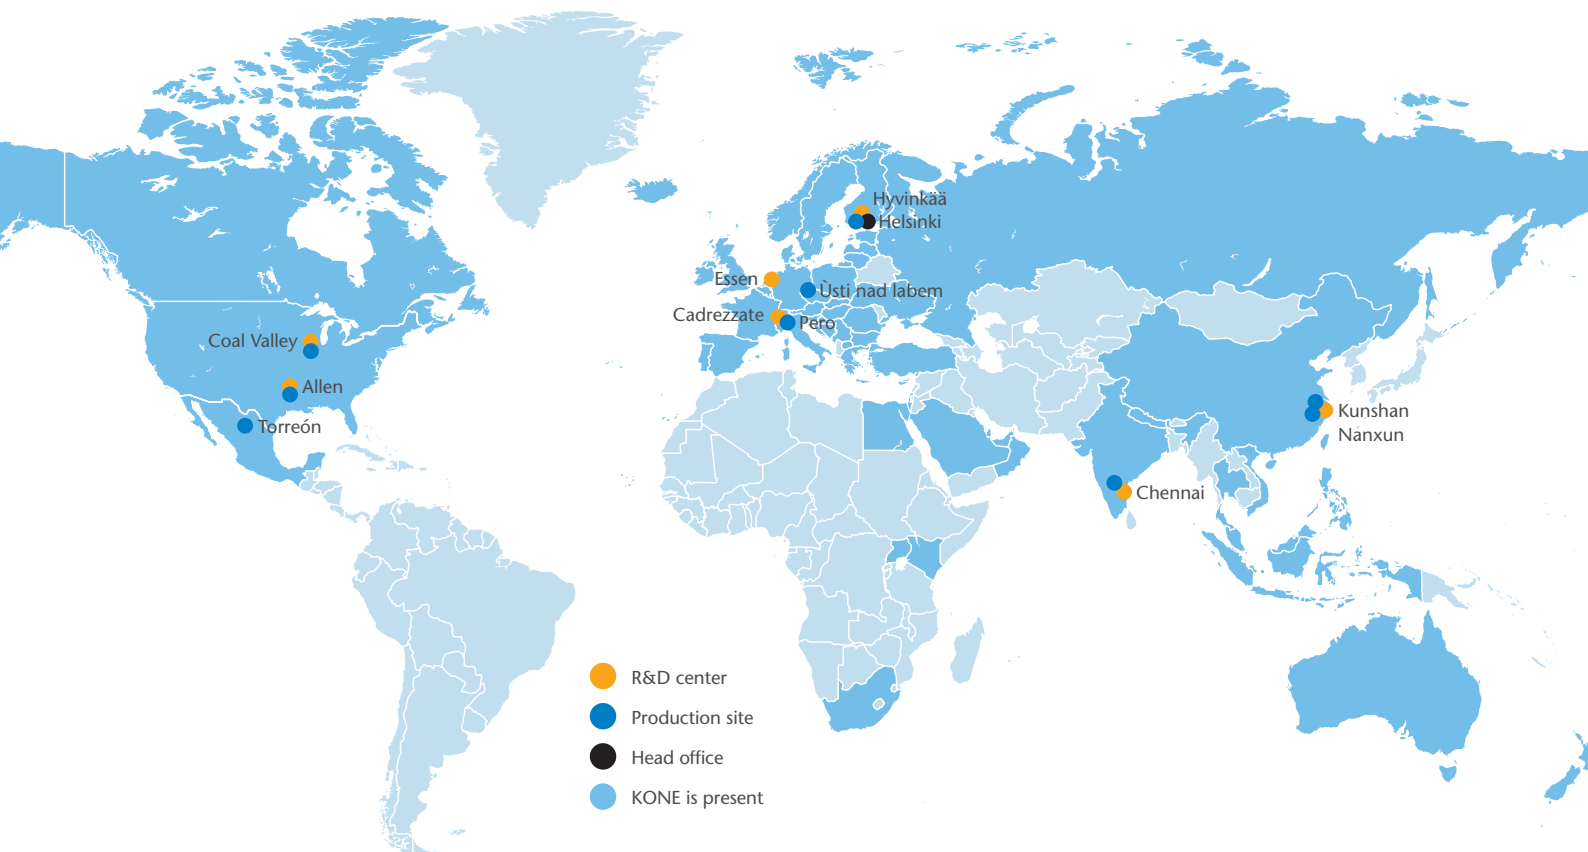 Hyvinkää
Helsinki
Essen
Ùsti nad labem
Cadrezzate
Pero
Coal Valley
Allen
Torreón
Kunshan
Nanxun
Chennai
R&D center
Production site
Head office
KONE is present